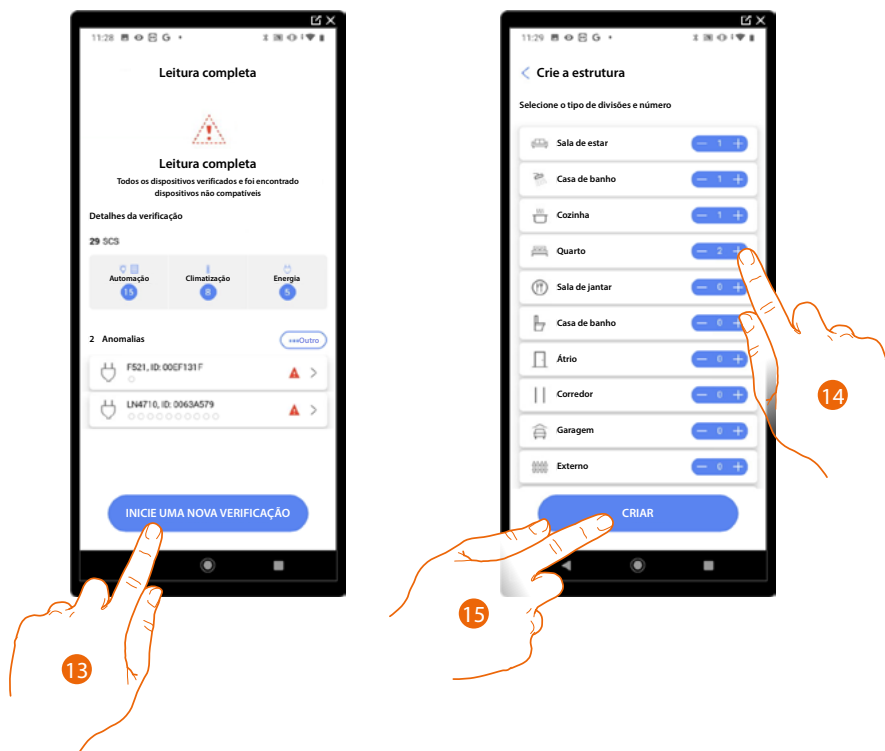 11:28 G
Leitura completa
Leitura completa
Todos os dispositivos verificados e foi encontrado
dispositivos não compatíveis
Detalhes da verificação
29 SCS
Automação Climatização Energia
15 8 5
2 Anomalias
+++Outro
F521, ID: 00EF131F
LN4710, ID: 0063A579
INICIE UMA NOVA VERIFICAÇÃO
13
11:29 G
Crie a estrutura
Selecione o tipo de divisões e número
Sala de estar — 1 +
Casa de banho — 1 +
Cozinha — 1 +
Quarto — 2 +
Sala de jantar — 0 +
Casa de banho — 0 +
Átrio — 0 +
Corredor — 0 +
Garagem — 0 +
Externo — 0 +
CRIAR
14
15